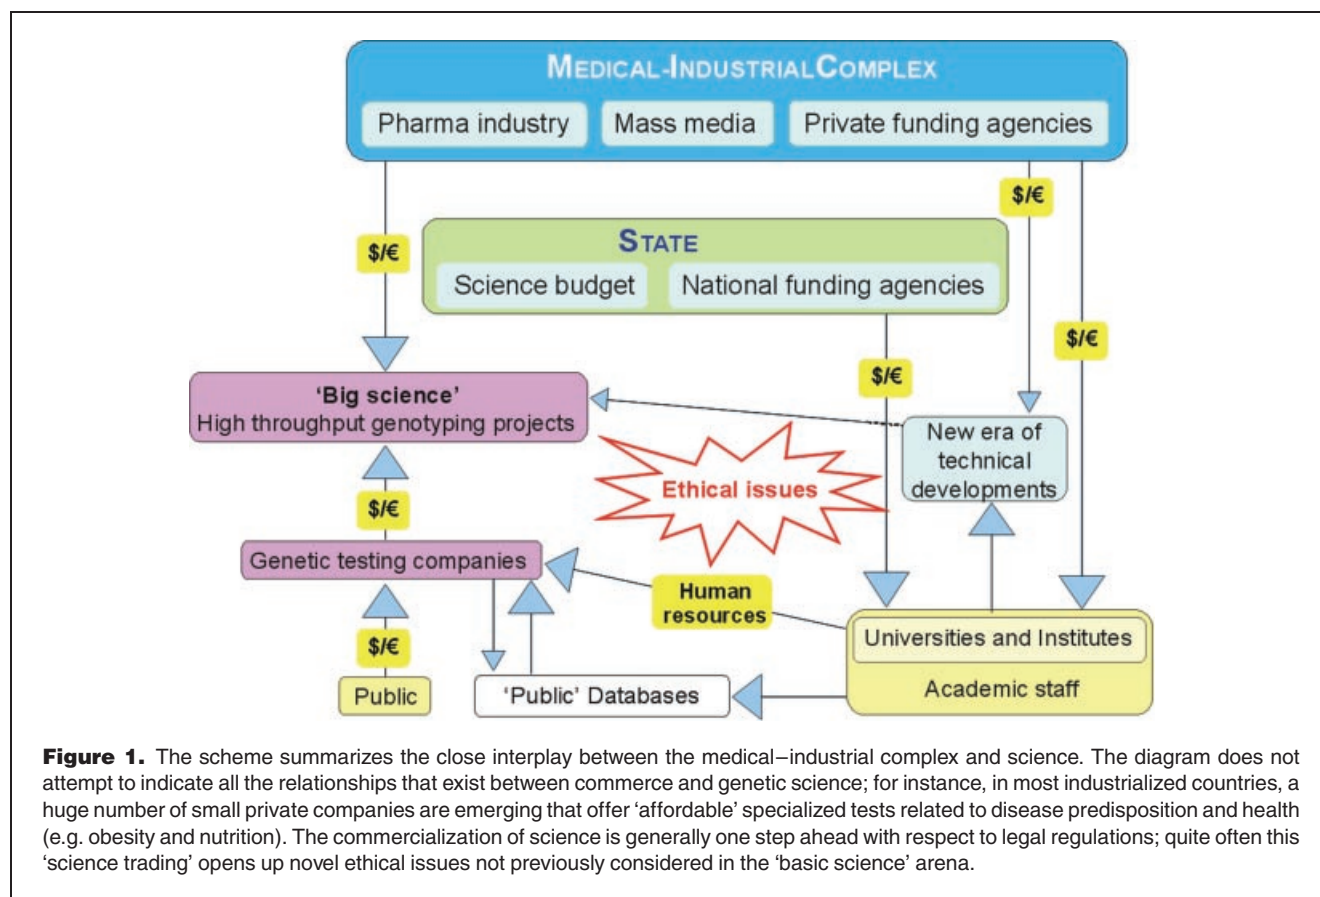 MEDICAL-INDUSTRIAL COMPLEX
Pharma industry
Mass media
Private funding agencies
$/€
$/€
STATE
Science budget
National funding agencies
$/€
$/€
'Big science'
High throughput genotyping projects
New era of
technical
developments
Ethical issues
$/€
Genetic testing companies
Human
resources
Universities and Institutes
Academic staff
$/€
Public
'Public' Databases
Figure 1. The scheme summarizes the close interplay between the medical–industrial complex and science. The diagram does not
attempt to indicate all the relationships that exist between commerce and genetic science; for instance, in most industrialized countries, a
huge number of small private companies are emerging that offer ‘affordable’ specialized tests related to disease predisposition and health
(e.g. obesity and nutrition). The commercialization of science is generally one step ahead with respect to legal regulations; quite often this
‘science trading’ opens up novel ethical issues not previously considered in the ‘basic science’ arena.